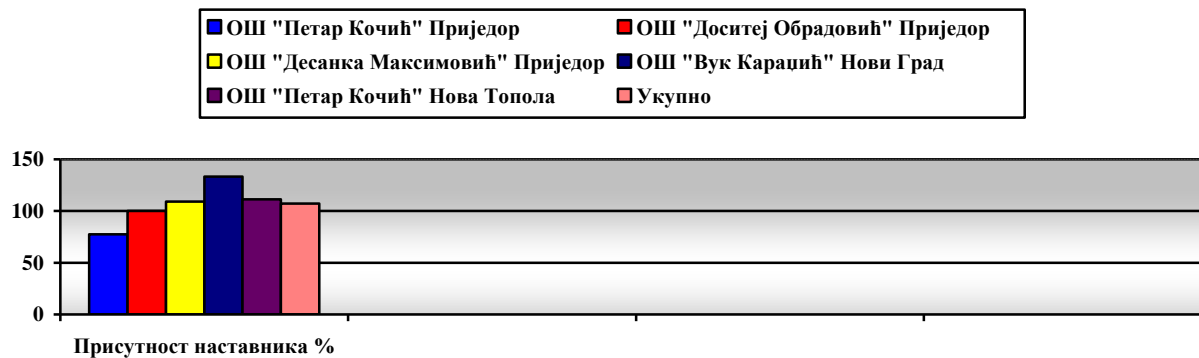 ОШ "Петар Кочић" Приједор
ОШ "Доситеј Обрадовић" Приједор
ОШ "Десанка Максимовић" Приједор
ОШ "Вук Караџић" Нови Град
ОШ "Петар Кочић" Нова Топола
Укупно
150
100
50
0
Присутност наставника %